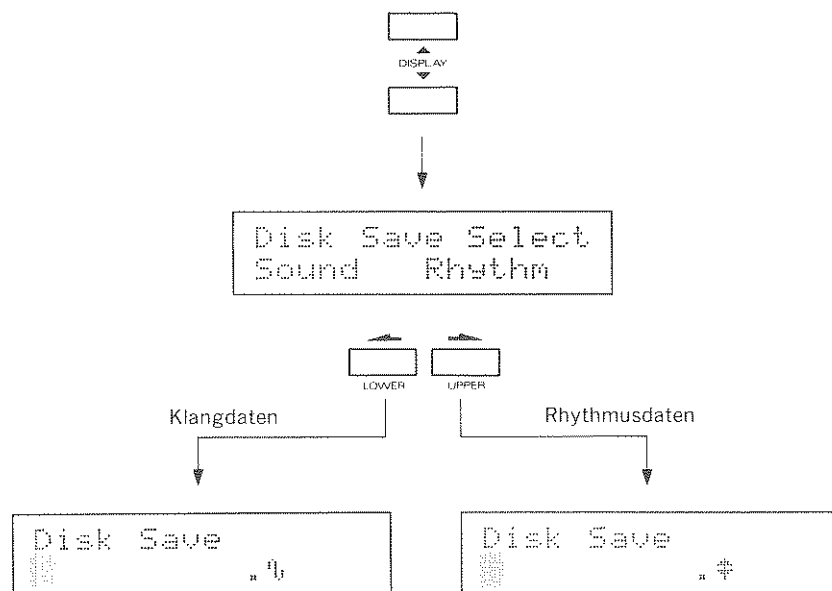 DISPLAY
Disk Save Select
Sound Rhythm
LOWER UPPER
Klangdaten Rhythmusdaten
Disk Save Disk Save